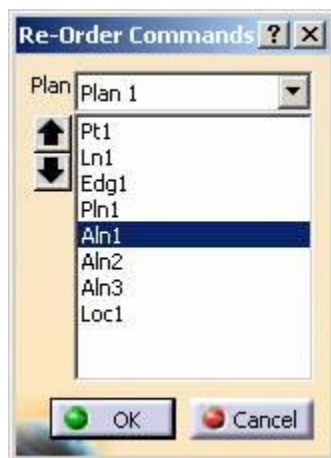 Re-Order Commands ? X
Plan Plan 1
Pt1
Ln1
Edg1
Pln1
Aln1
Aln2
Aln3
Loc1
OK Cancel